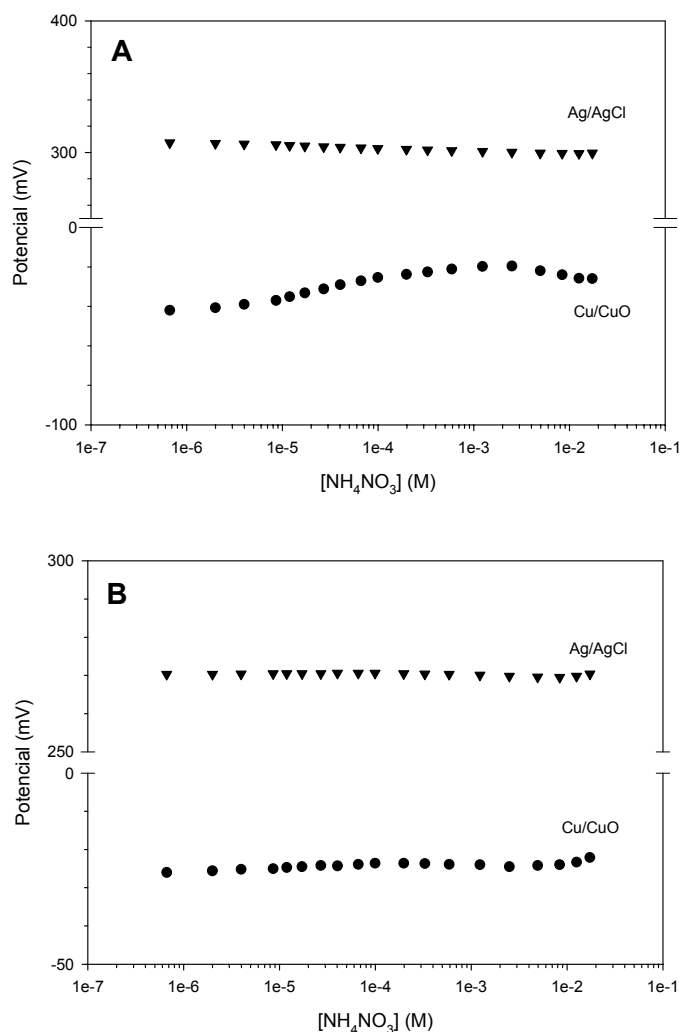 400
A
Ag/AgCl
300
Potencial (mV)
0
Cu/CuO
-100
1e-7 1e-6 1e-5 1e-4 1e-3 1e-2 1e-1
[NH₄NO₃] (M)
300
B
Ag/AgCl
Potencial (mV)
250
0
Cu/CuO
-50
1e-7 1e-6 1e-5 1e-4 1e-3 1e-2 1e-1
[NH₄NO₃] (M)